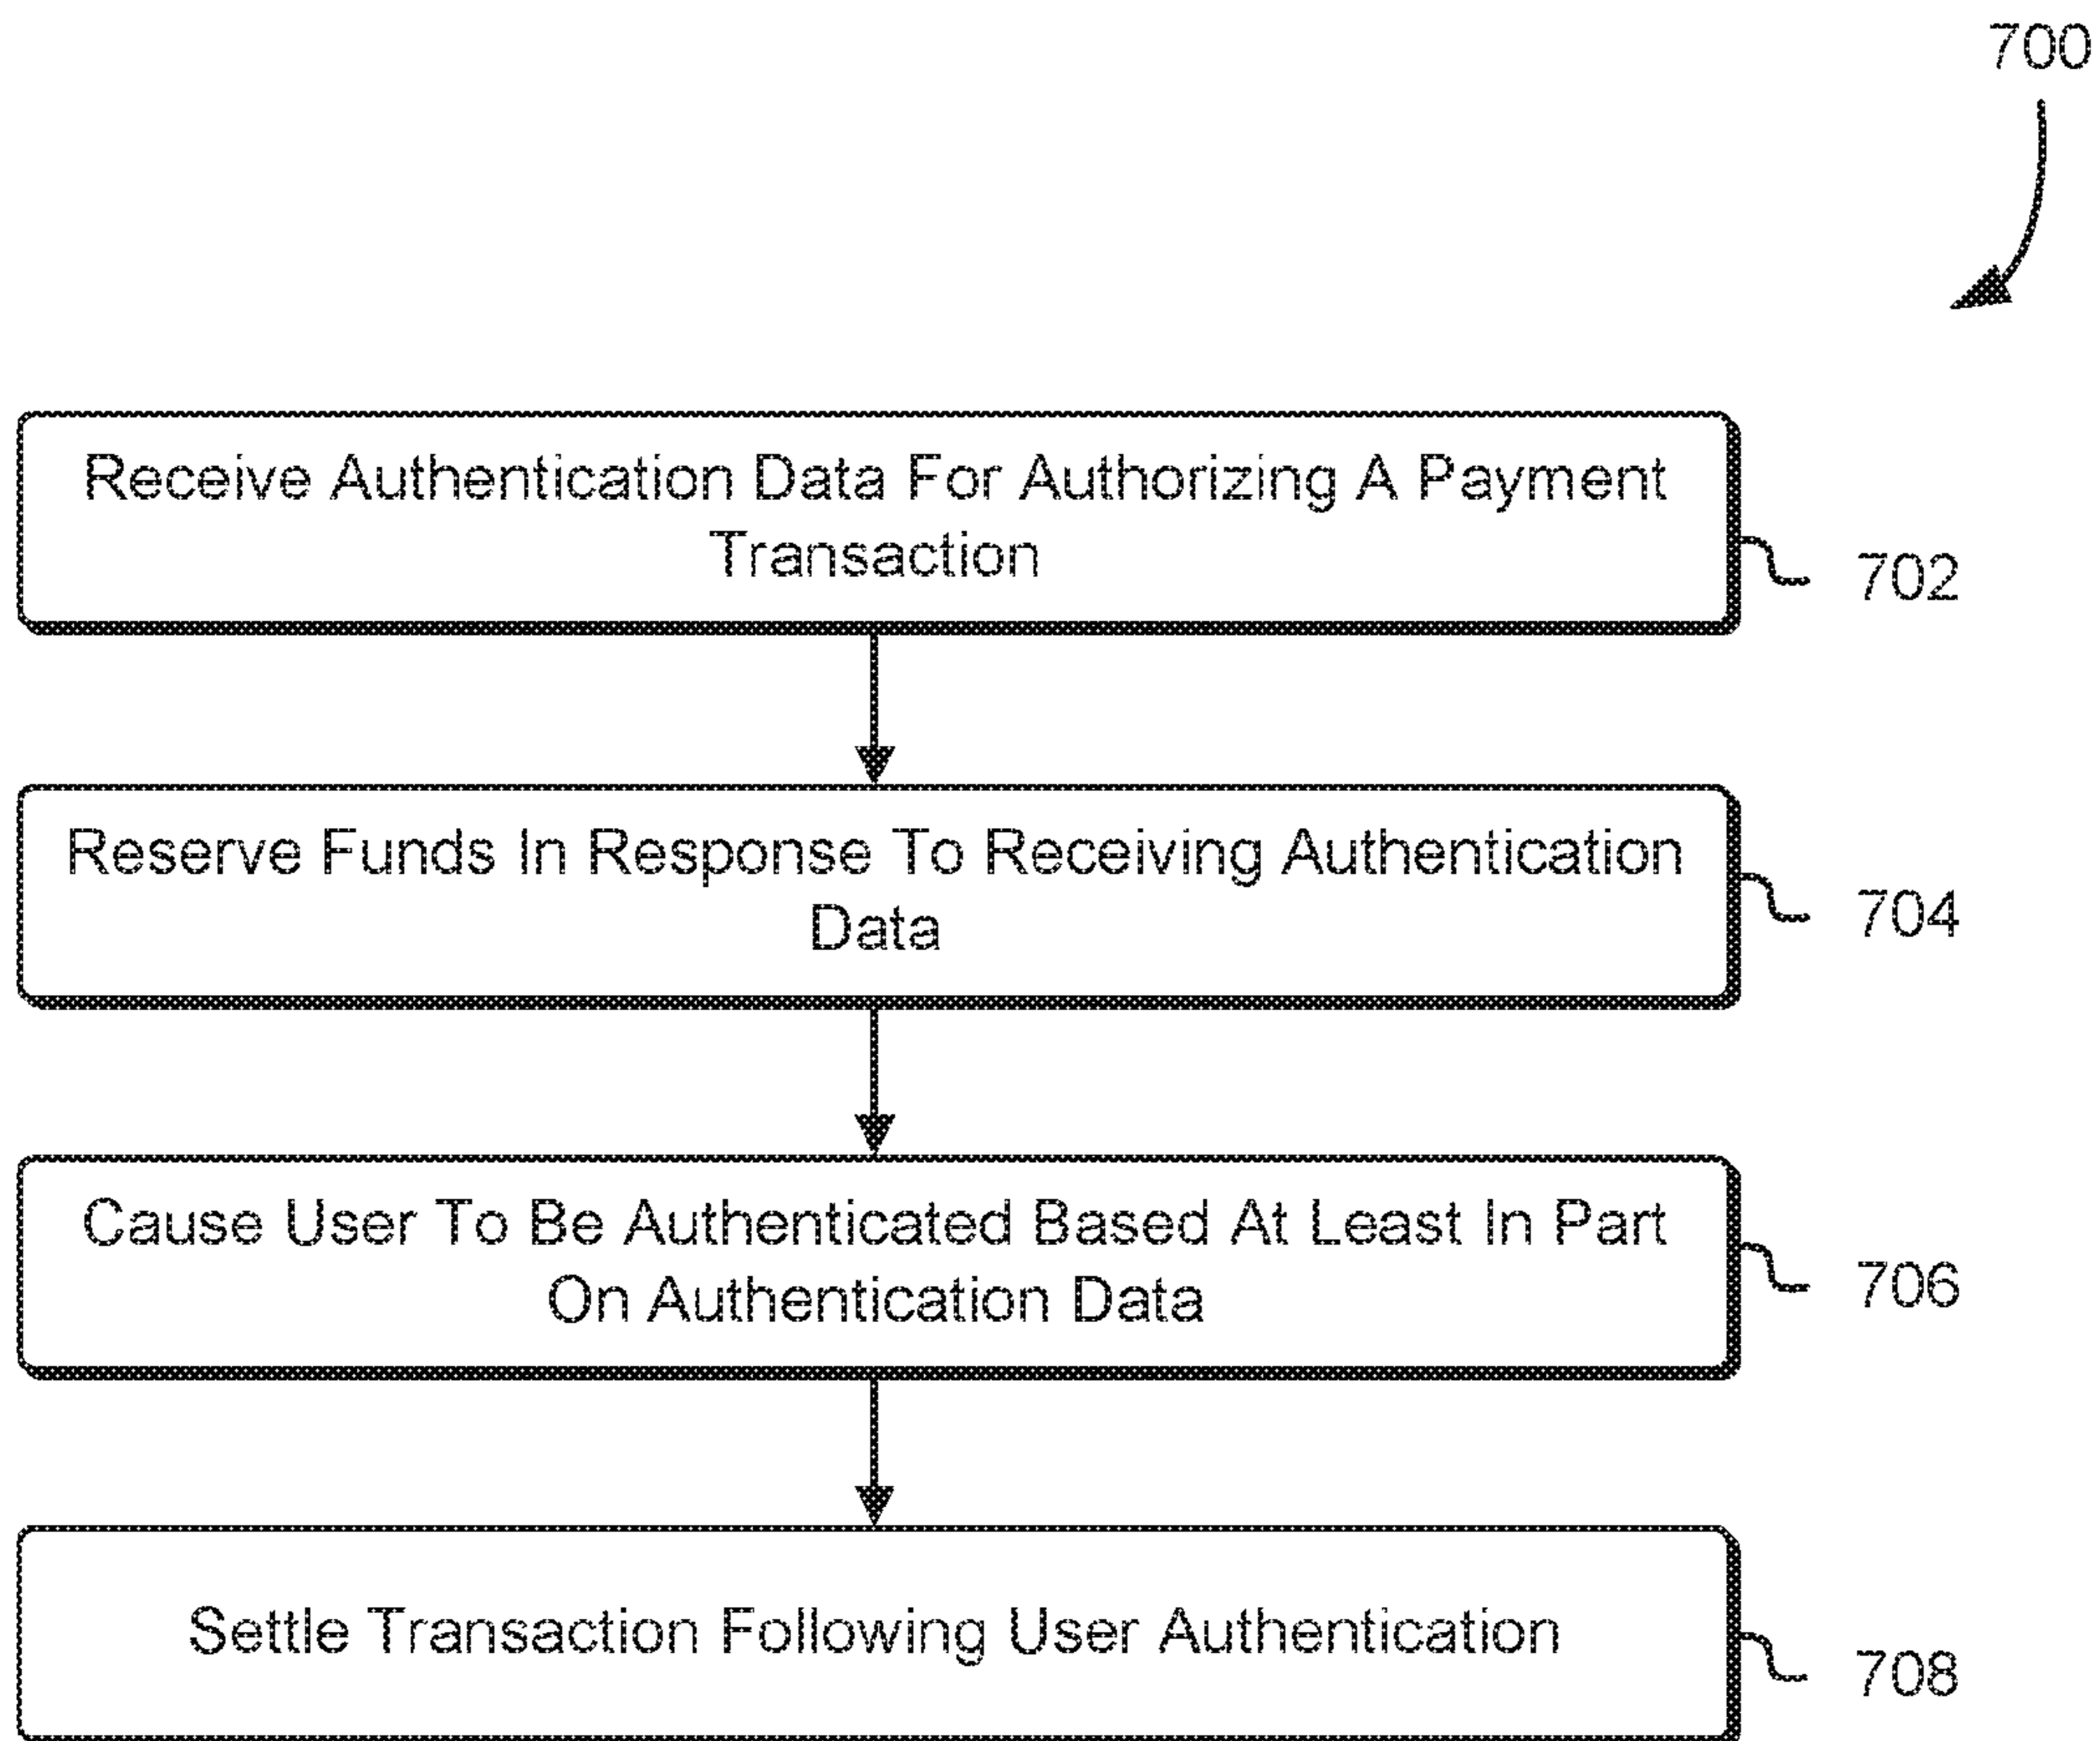 700
Receive Authentication Data For Authorizing A Payment
Transaction
702
Reserve Funds In Response To Receiving Authentication
Data
704
Cause User To Be Authenticated Based At Least In Part
On Authentication Data
706
Settle Transaction Following User Authentication
708